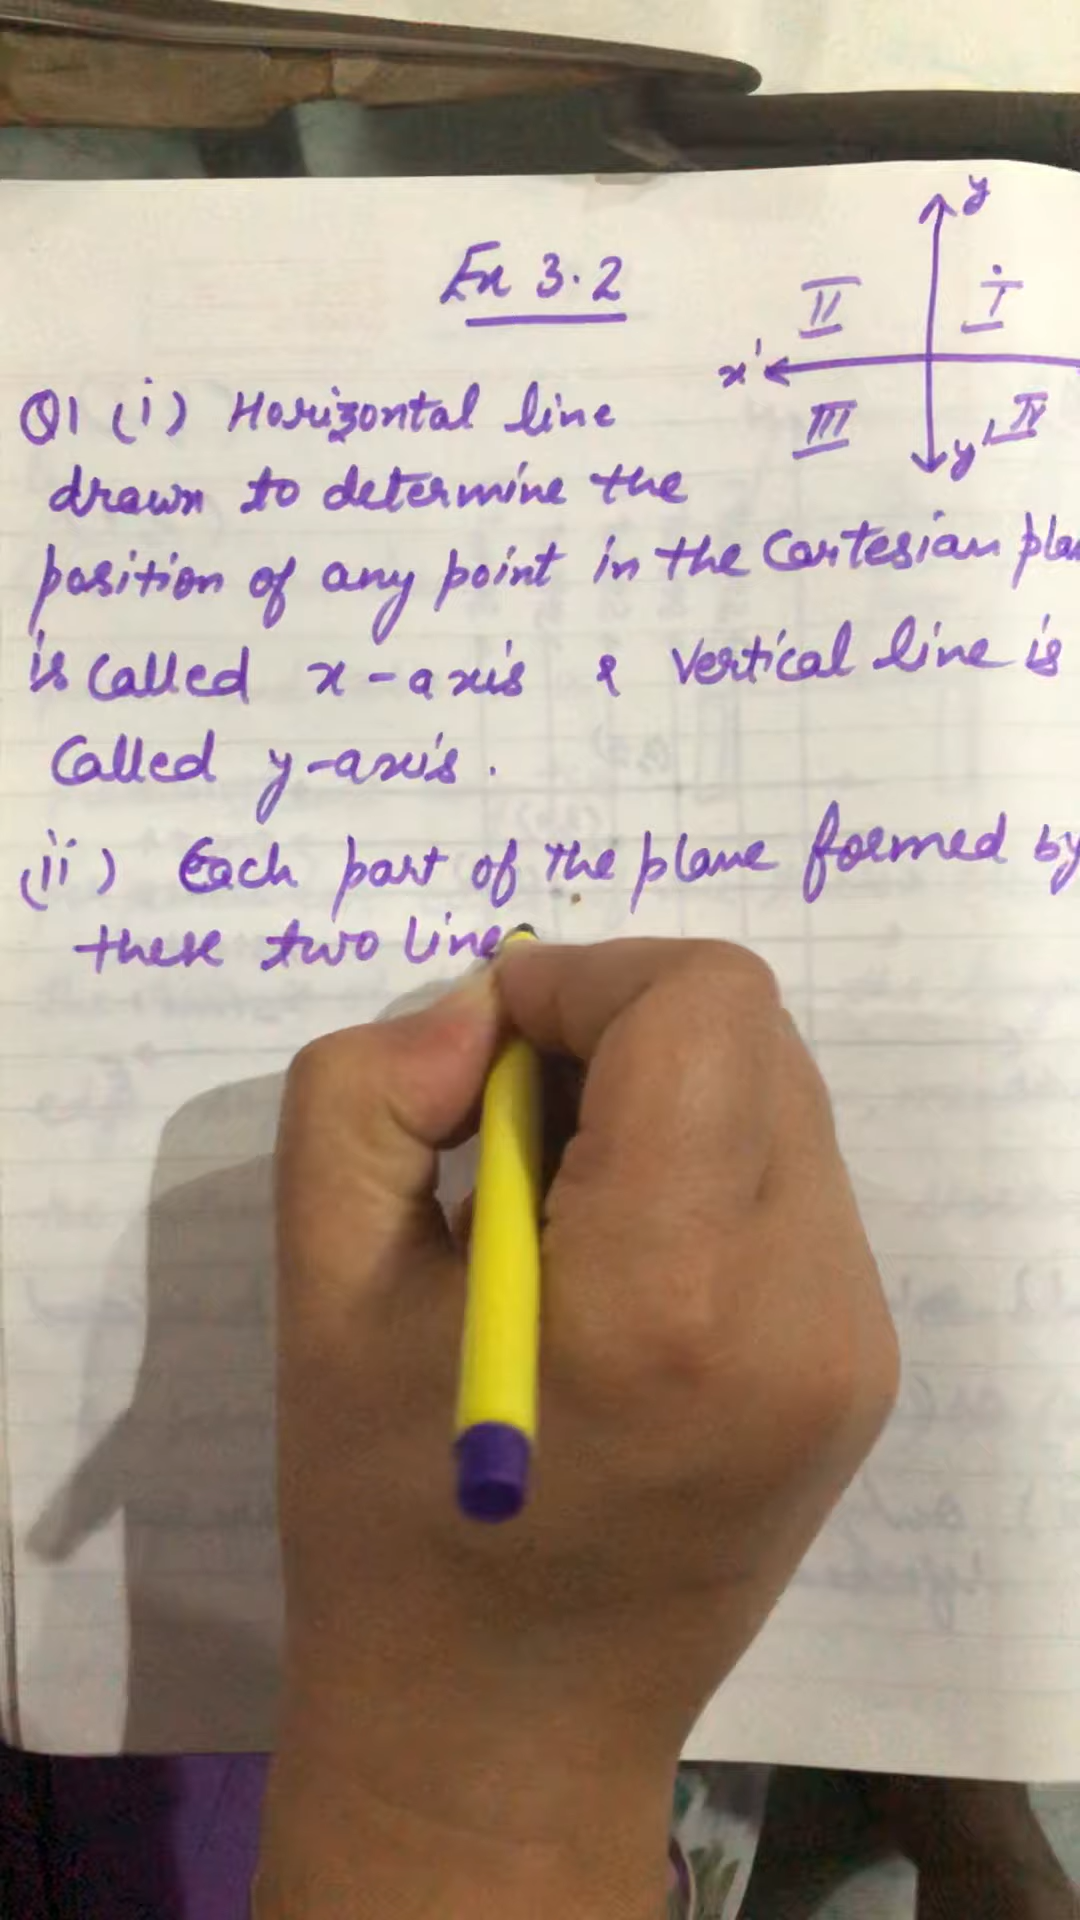 Ex 3.2
y
II I
x'
III IV
y'
Q1 (i) Horizontal line
drawn to determine the
position of any point in the Cartesian pla
is called x-axis & vertical line is
called y-axis.
(ii) Each part of the plane formed by
these two line